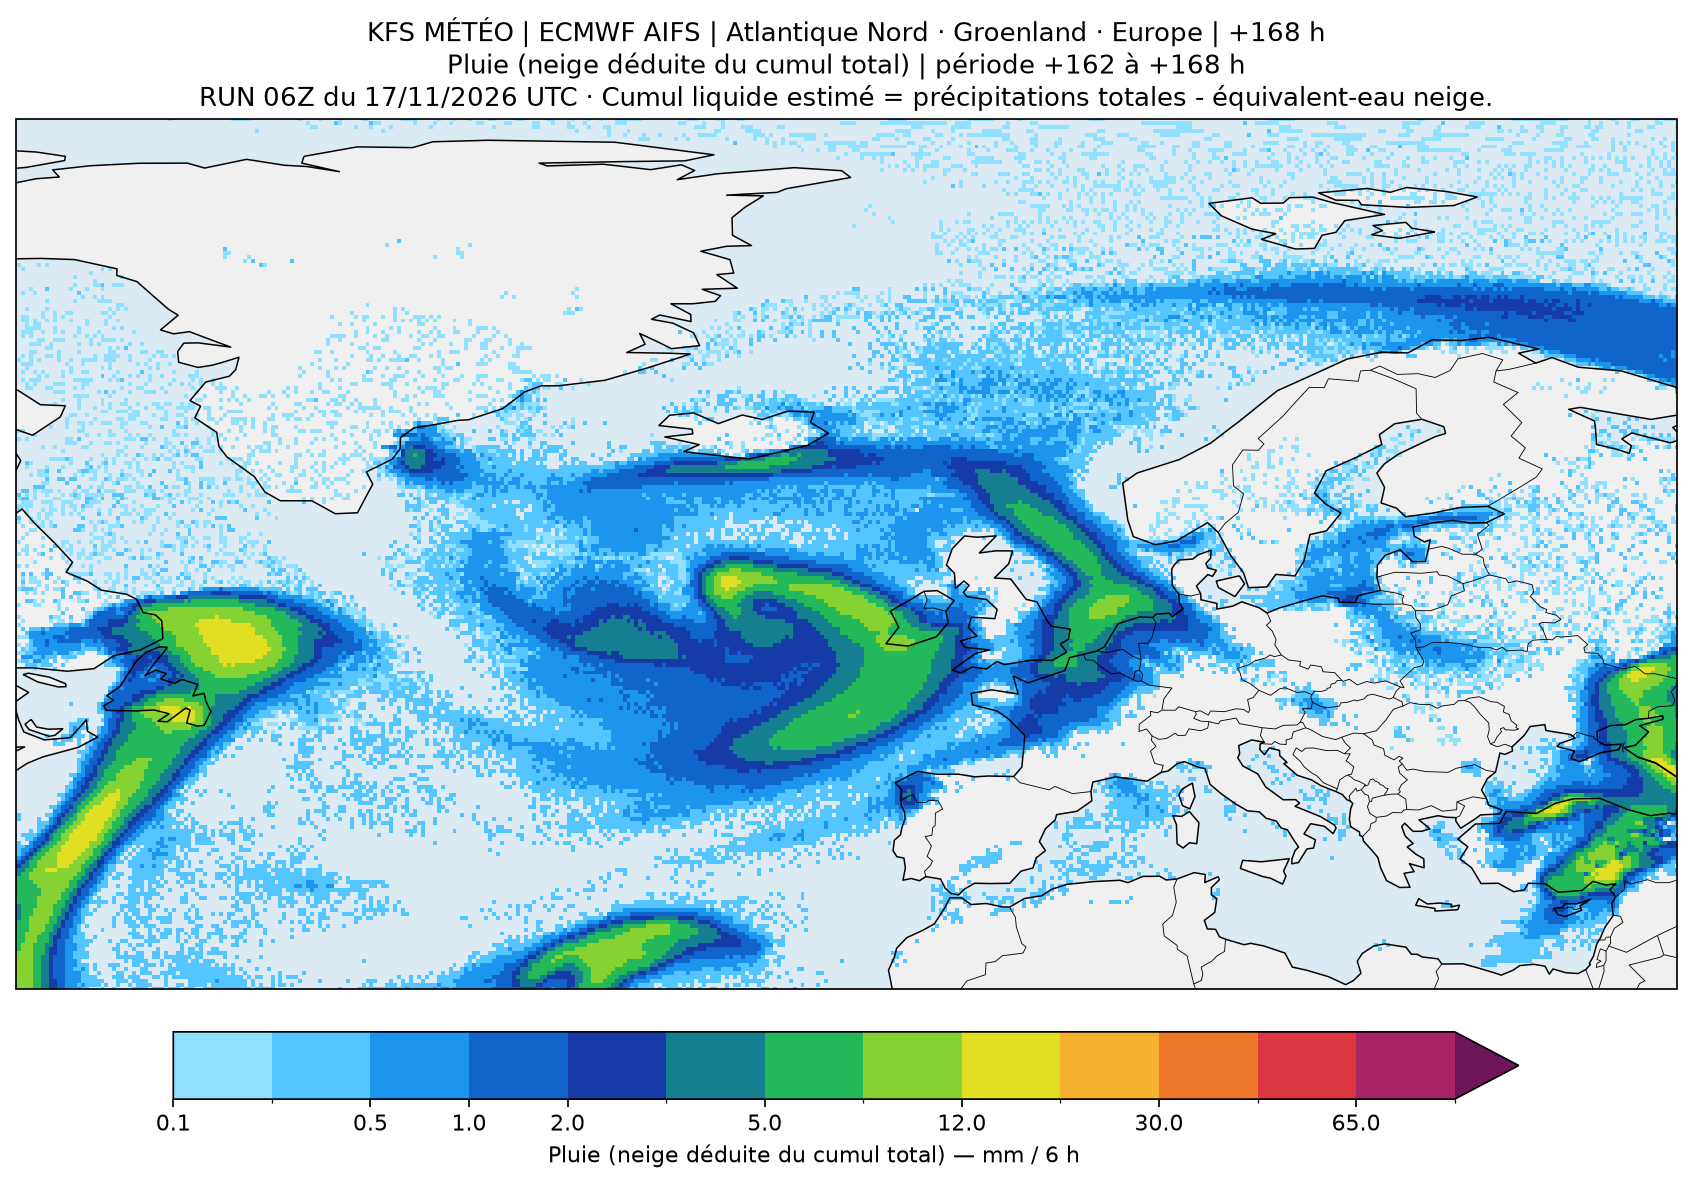 KFS MÉTÉO | ECMWF AIFS | Atlantique Nord · Groenland · Europe | +168 h
Pluie (neige déduite du cumul total) | période +162 à +168 h
RUN 06Z du 17/11/2026 UTC · Cumul liquide estimé = précipitations totales - équivalent-eau neige.
0.1 0.5 1.0 2.0 5.0 12.0 30.0 65.0
Pluie (neige déduite du cumul total) — mm / 6 h